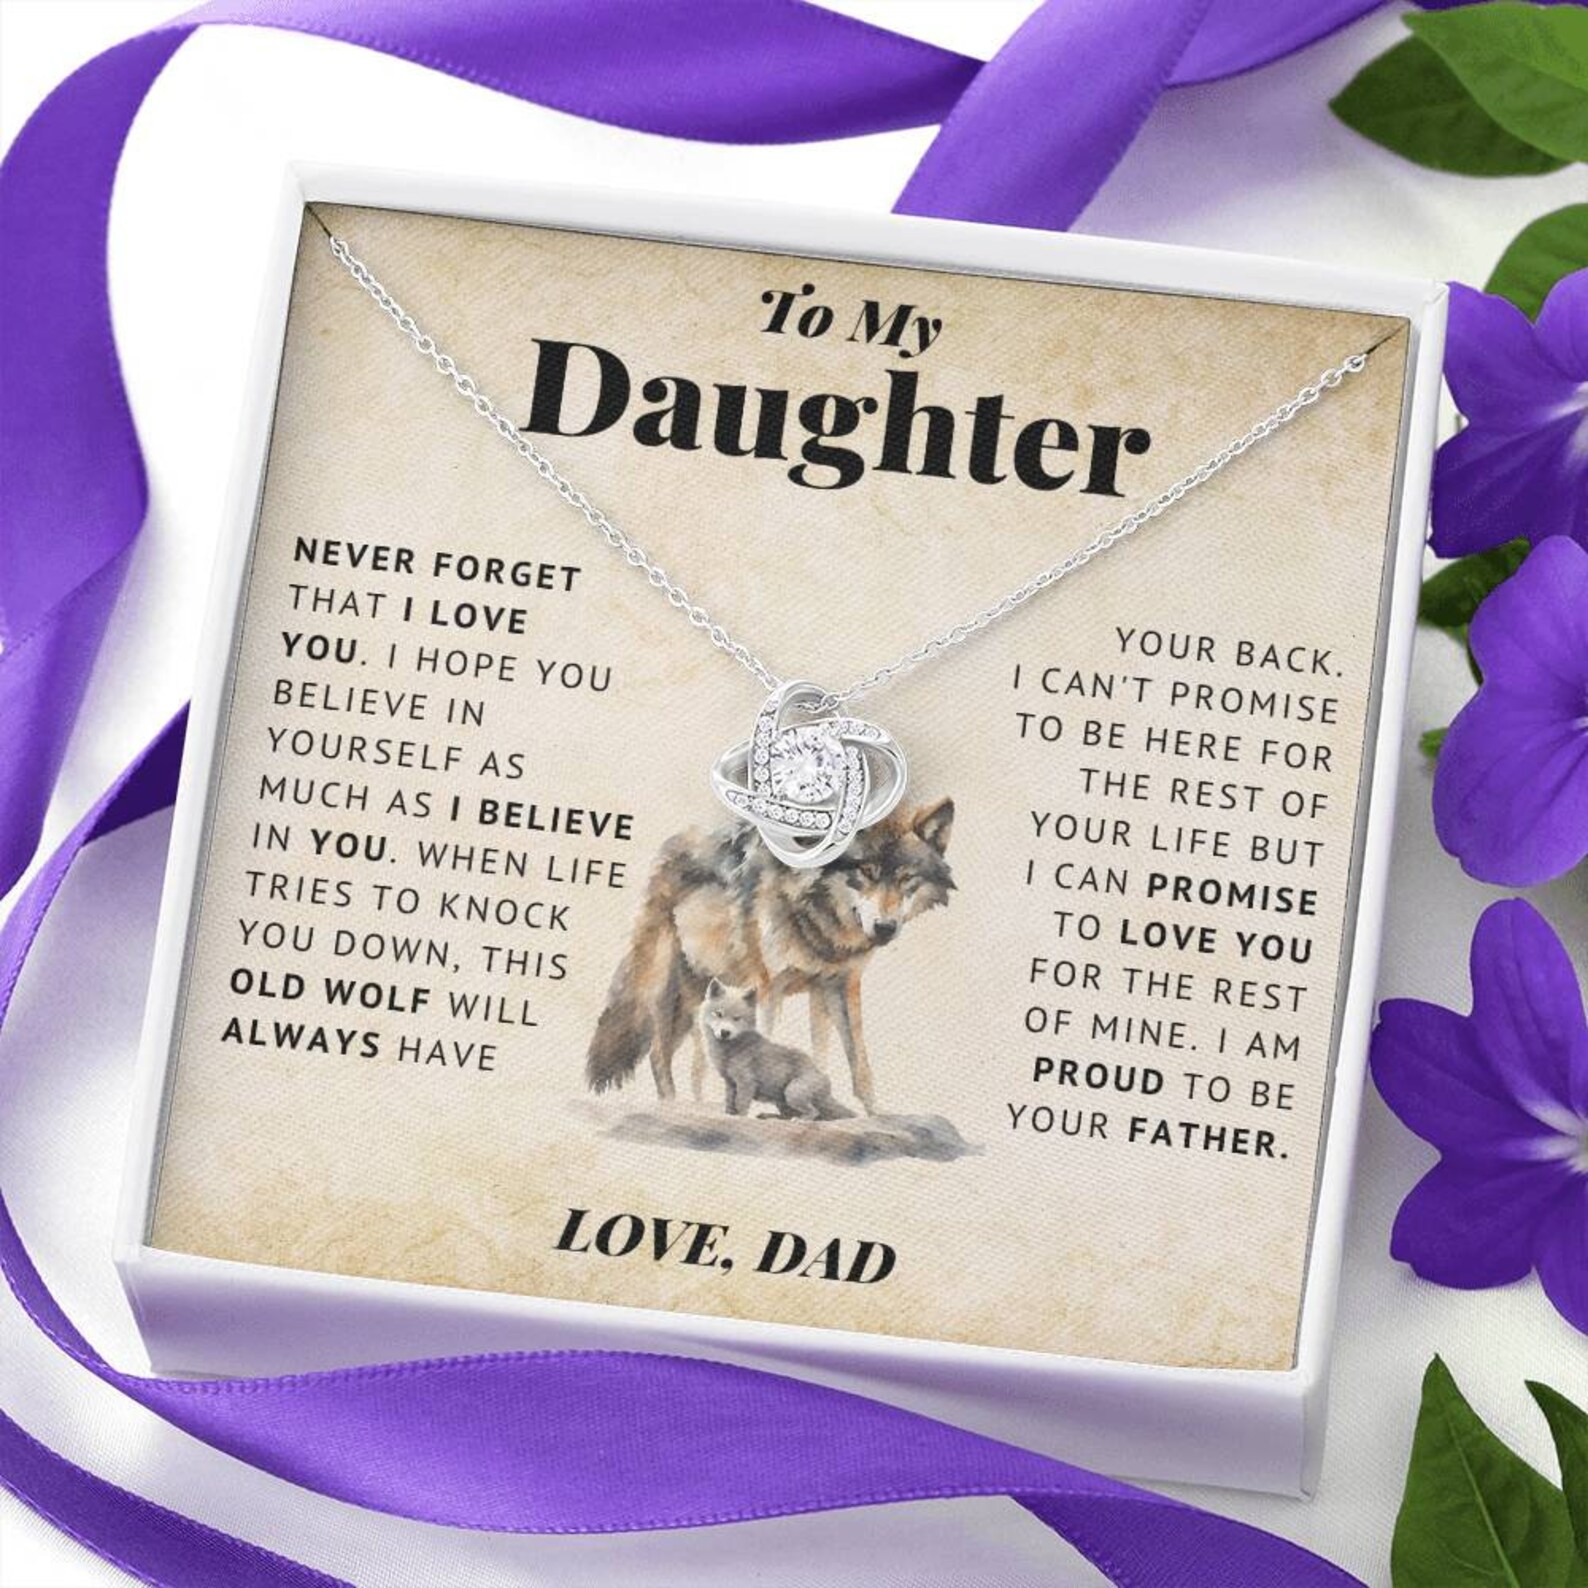 To My
Daughter
NEVER FORGET
THAT I LOVE
YOU. I HOPE YOU
BELIEVE IN
YOURSELF AS
MUCH AS I BELIEVE
IN YOU. WHEN LIFE
TRIES TO KNOCK
YOU DOWN, THIS
OLD WOLF WILL
ALWAYS HAVE
YOUR BACK.
I CAN'T PROMISE
TO BE HERE FOR
THE REST OF
YOUR LIFE BUT
I CAN PROMISE
TO LOVE YOU
FOR THE REST
OF MINE. I AM
PROUD TO BE
YOUR FATHER.
LOVE, DAD